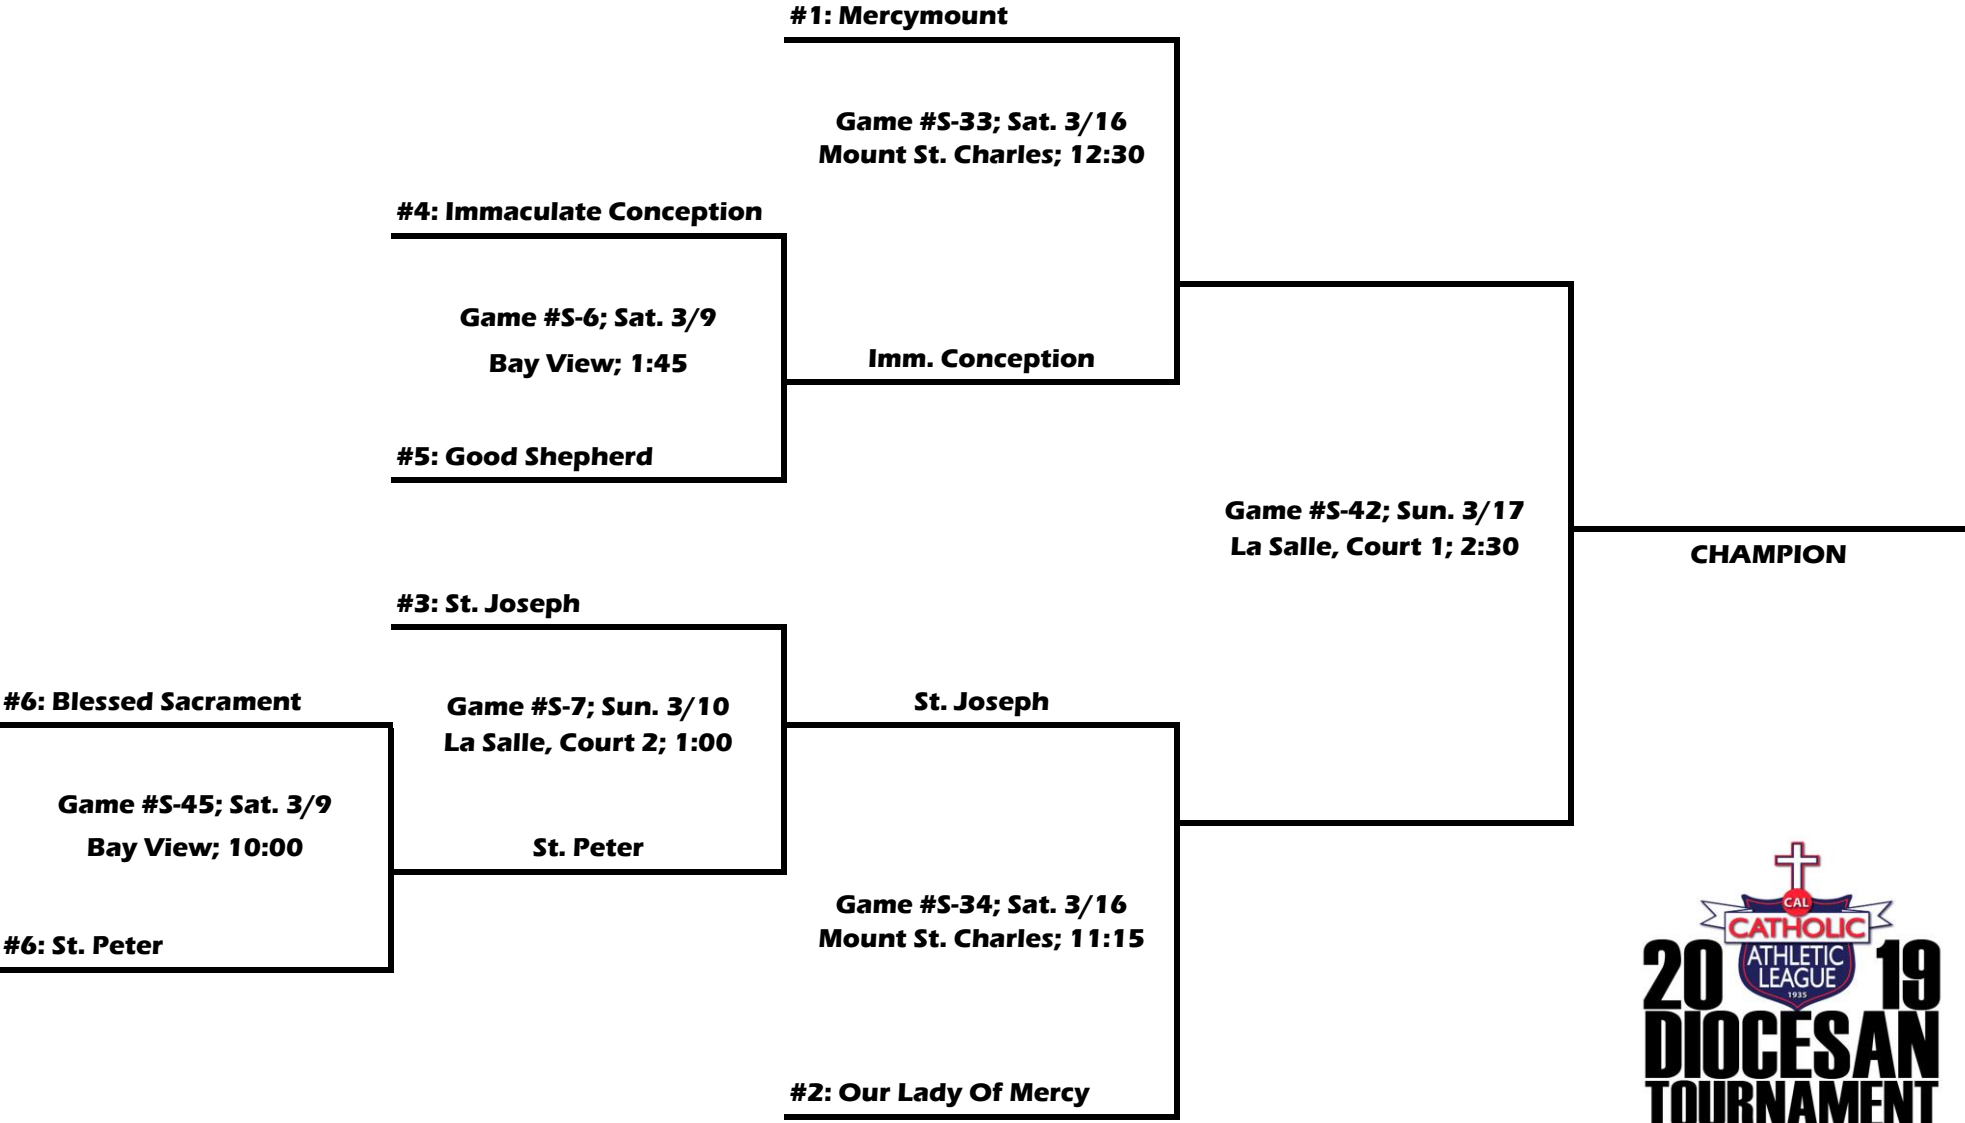 #1: Mercymount
Game #S-33; Sat. 3/16
Mount St. Charles; 12:30
#4: Immaculate Conception
Game #S-6; Sat. 3/9
Bay View; 1:45
Imm. Conception
#5: Good Shepherd
Game #S-42; Sun. 3/17
La Salle, Court 1; 2:30
CHAMPION
#3: St. Joseph
#6: Blessed Sacrament
Game #S-7; Sun. 3/10
La Salle, Court 2; 1:00
St. Joseph
Game #S-45; Sat. 3/9
Bay View; 10:00
St. Peter
#6: St. Peter
Game #S-34; Sat. 3/16
Mount St. Charles; 11:15
#2: Our Lady Of Mercy
CAL
CATHOLIC
ATHLETIC
LEAGUE
1935
2019
DIOCESAN
TOURNAMENT